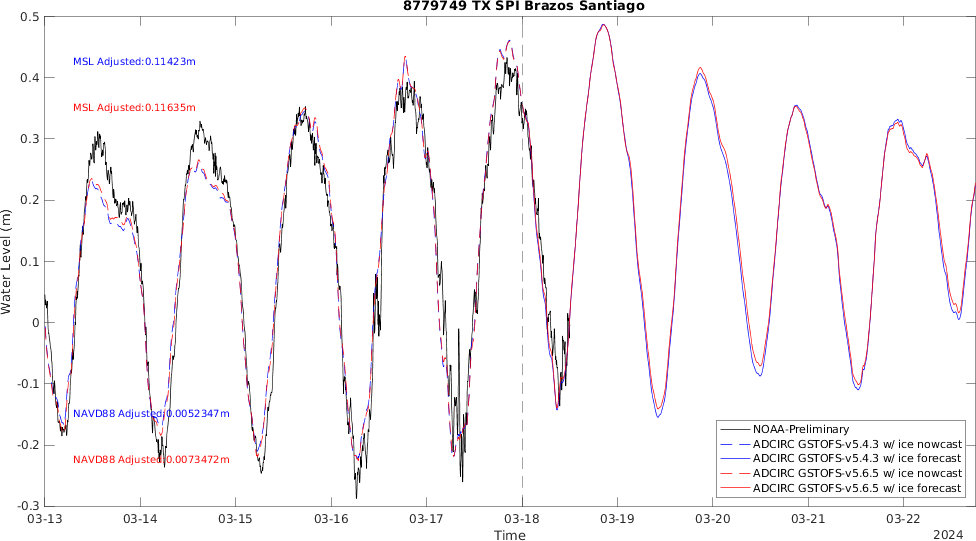 8779749 TX SPI Brazos Santiago
0.5
0.4
0.3
0.2
0.1
0
-0.1
-0.2
-0.3
Water Level (m)
MSL Adjusted:0.11423m
MSL Adjusted:0.11635m
NAVD88 Adjusted:0.0052347m
NAVD88 Adjusted:0.0073472m
NOAA-Preliminary
ADCIRC GSTOFS-v5.4.3 w/ ice nowcast
ADCIRC GSTOFS-v5.4.3 w/ ice forecast
ADCIRC GSTOFS-v5.6.5 w/ ice nowcast
ADCIRC GSTOFS-v5.6.5 w/ ice forecast
03-13 03-14 03-15 03-16 03-17 03-18 03-19 03-20 03-21 03-22
Time
2024